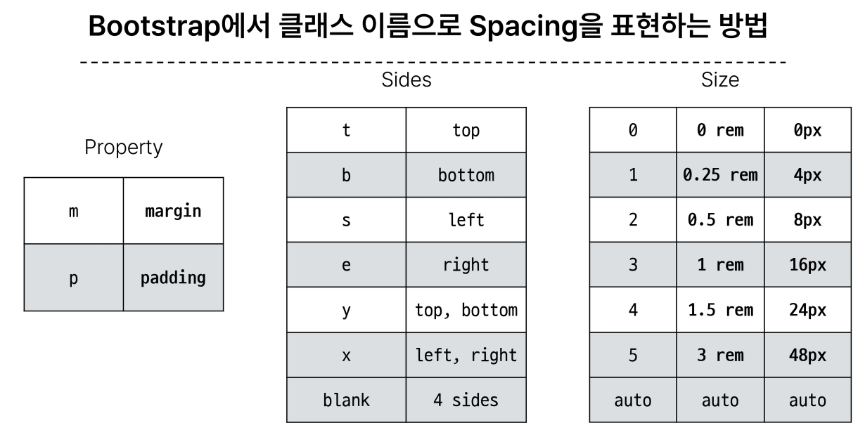 Bootstrap에서 클래스 이름으로 Spacing을 표현하는 방법
Property
m margin
p padding
Sides
t top
b bottom
s left
e right
y top, bottom
x left, right
blank 4 sides
Size
0 0 rem 0px
1 0.25 rem 4px
2 0.5 rem 8px
3 1 rem 16px
4 1.5 rem 24px
5 3 rem 48px
auto auto auto